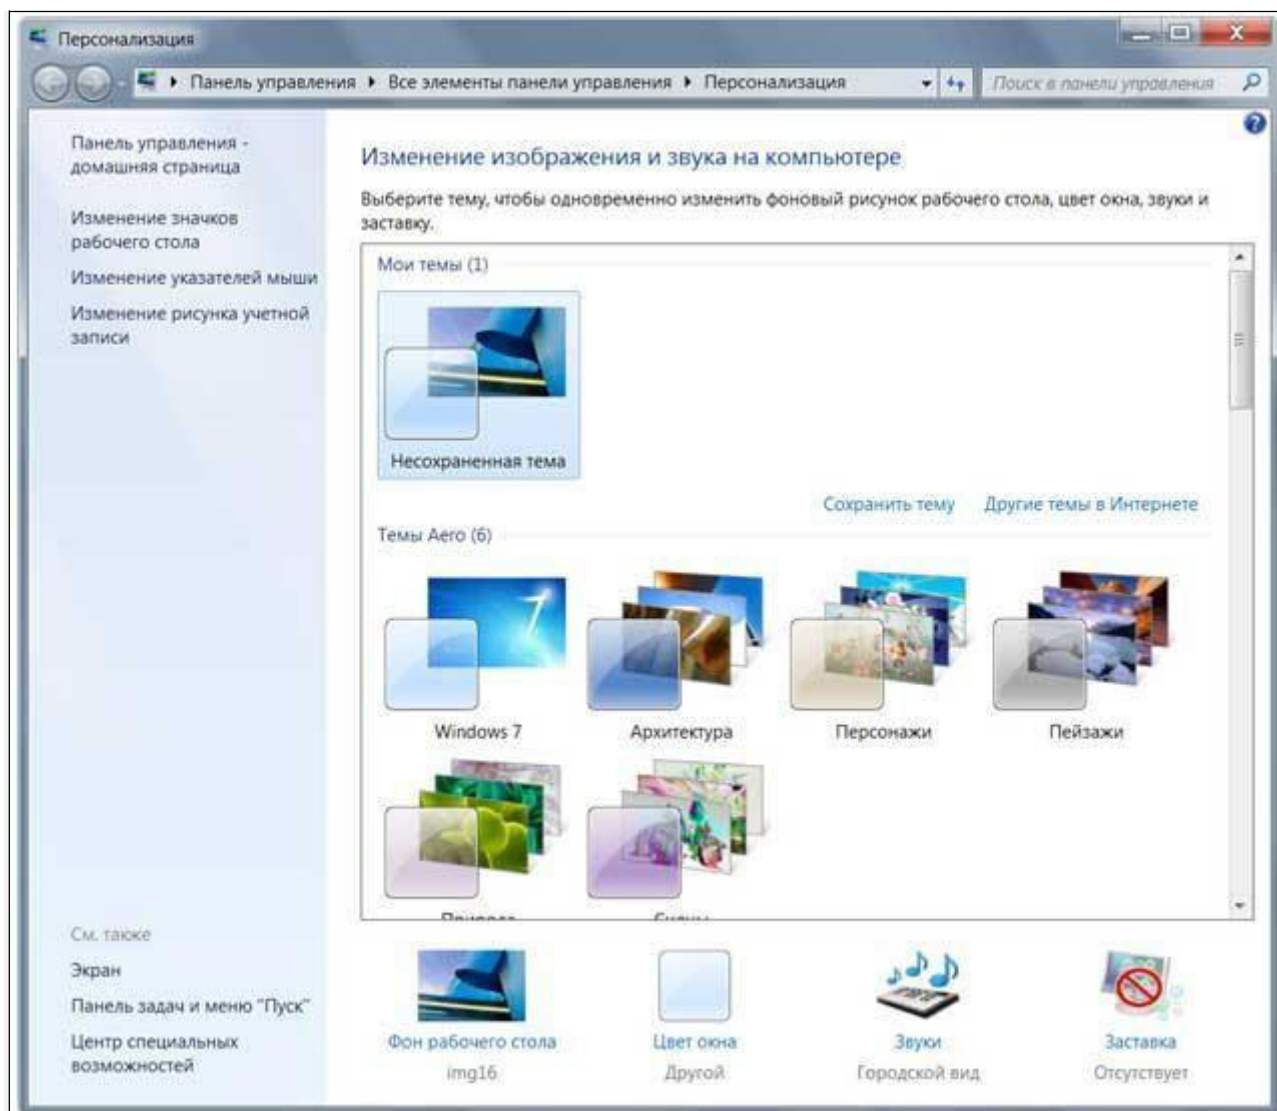 Персонализация
Панель управления ▸ Все элементы панели управления ▸ Персонализация
Поиск в панели управления
Панель управления -
домашняя страница
Изменение значков
рабочего стола
Изменение указателей мыши
Изменение рисунка учетной
записи
См. также
Экран
Панель задач и меню "Пуск"
Центр специальных
возможностей
Изменение изображения и звука на компьютере
Выберите тему, чтобы одновременно изменить фоновый рисунок рабочего стола, цвет окна, звуки и
заставку.
Мои темы (1)
Несохраненная тема
Сохранить тему Другие темы в Интернете
Темы Aero (6)
Windows 7 Архитектура Персонажи Пейзажи
Фон рабочего стола Цвет окна Звуки Заставка
img16 Другой Городской вид Отсутствует